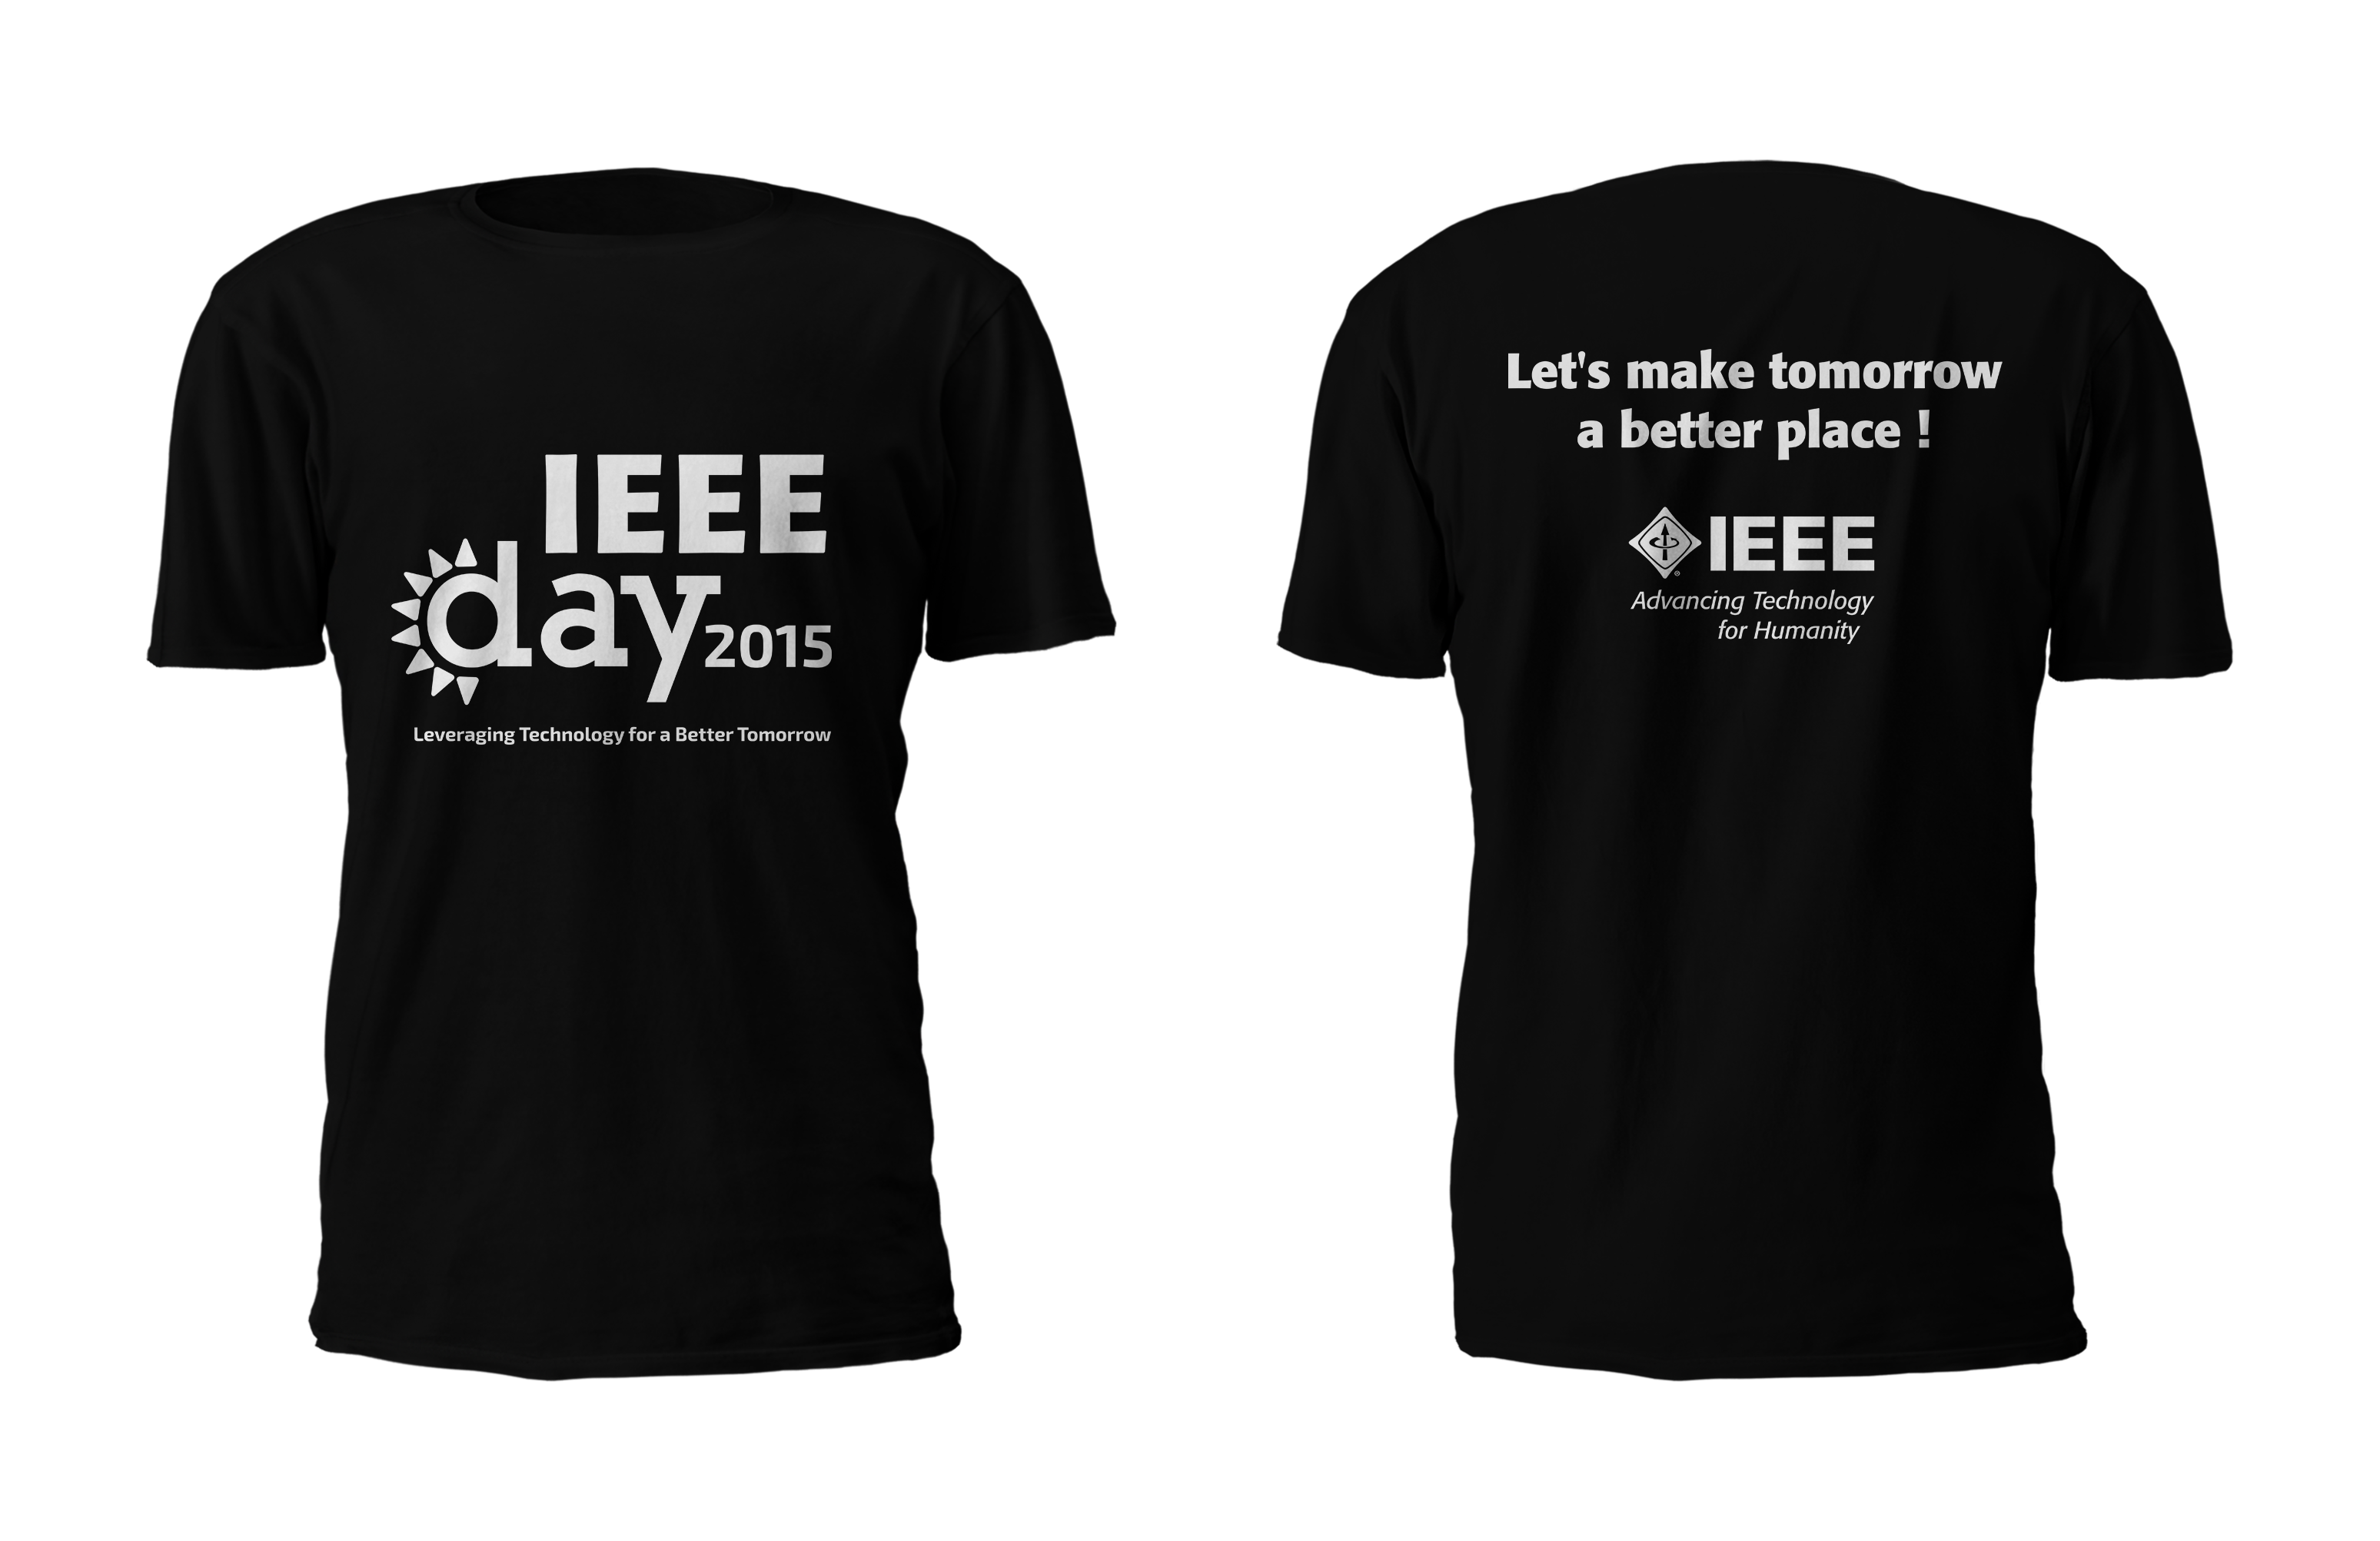 IEEE
day 2015
Leveraging Technology for a Better Tomorrow
Let's make tomorrow
a better place !
IEEE
Advancing Technology
for Humanity